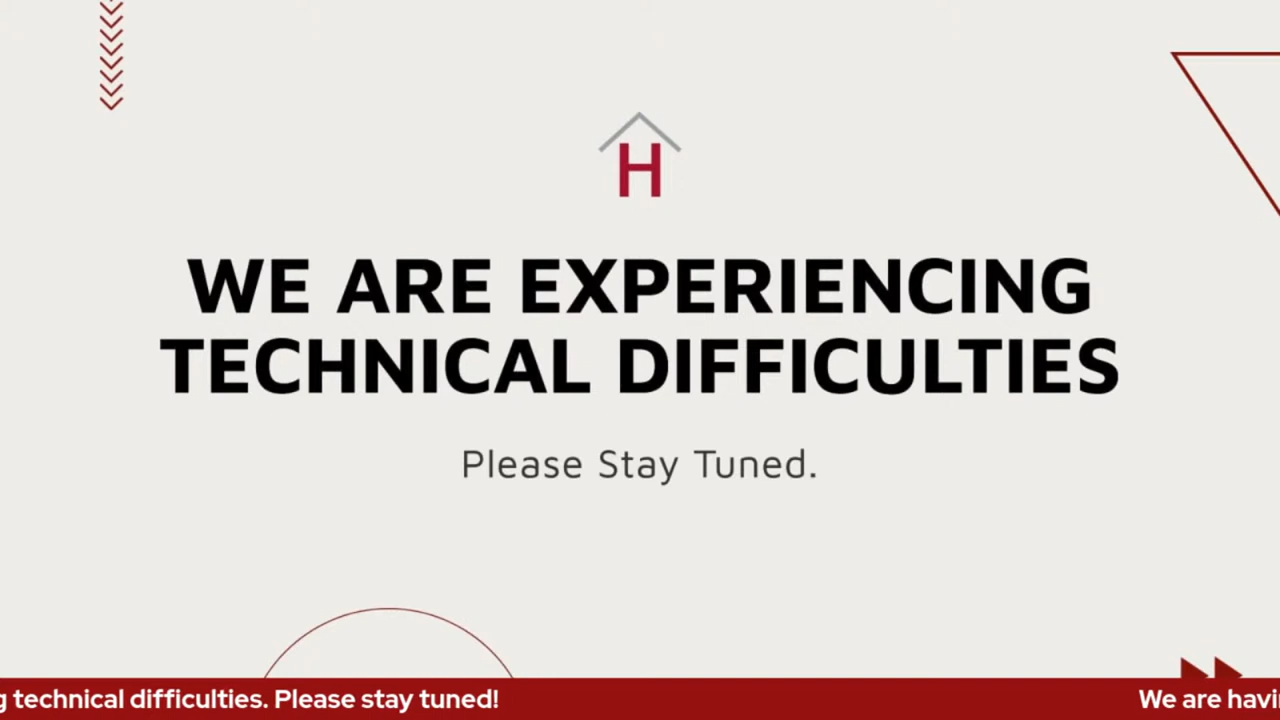 H
WE ARE EXPERIENCING
TECHNICAL DIFFICULTIES
Please Stay Tuned.
g technical difficulties. Please stay tuned!
We are havi